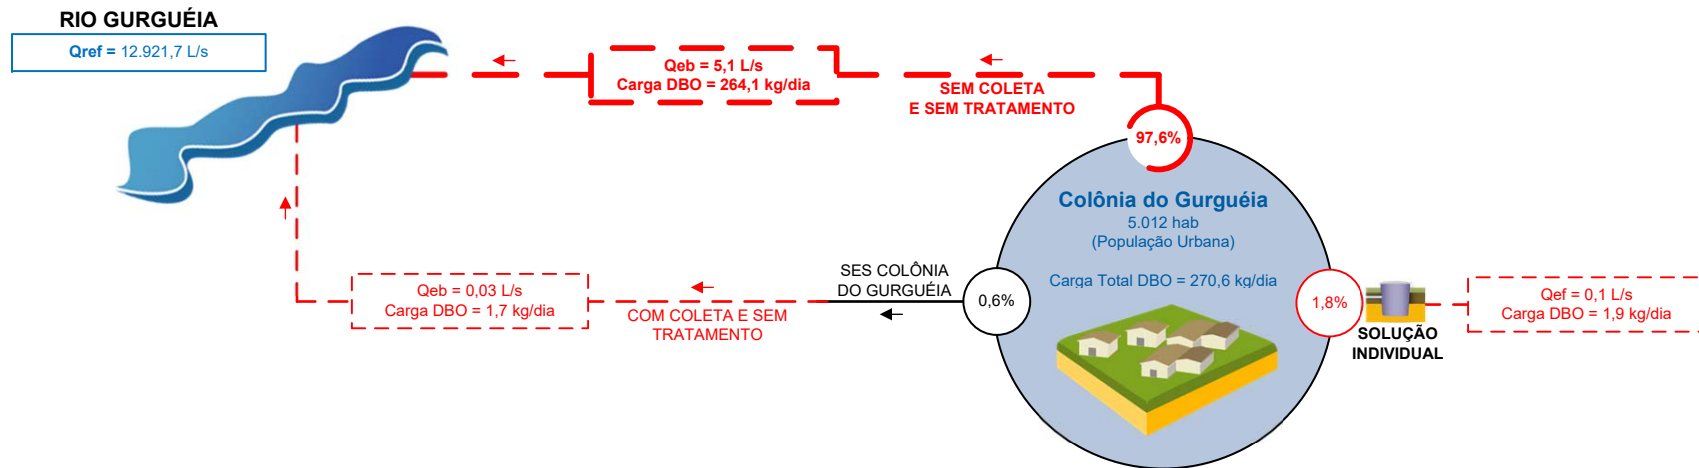 RIO GURGUÉIA
Qref = 12.921,7 L/s
Qeb = 5,1 L/s
Carga DBO = 264,1 kg/dia
SEM COLETA
E SEM TRATAMENTO
97,6%
Colônia do Gurguéia
5.012 hab
(População Urbana)
Carga Total DBO = 270,6 kg/dia
SES COLÔNIA
DO GURGUÉIA
0,6%
Qeb = 0,03 L/s
Carga DBO = 1,7 kg/dia
COM COLETA E SEM
TRATAMENTO
1,8%
SOLUÇÃO
INDIVIDUAL
Qef = 0,1 L/s
Carga DBO = 1,9 kg/dia